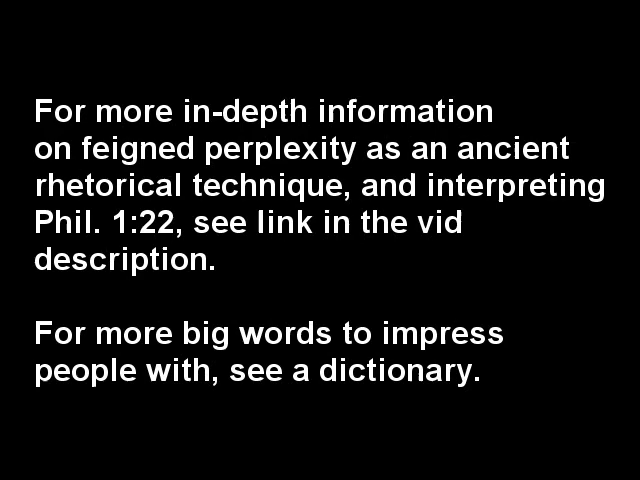 For more in-depth information
on feigned perplexity as an ancient
rhetorical technique, and interpreting
Phil. 1:22, see link in the vid
description.
For more big words to impress
people with, see a dictionary.